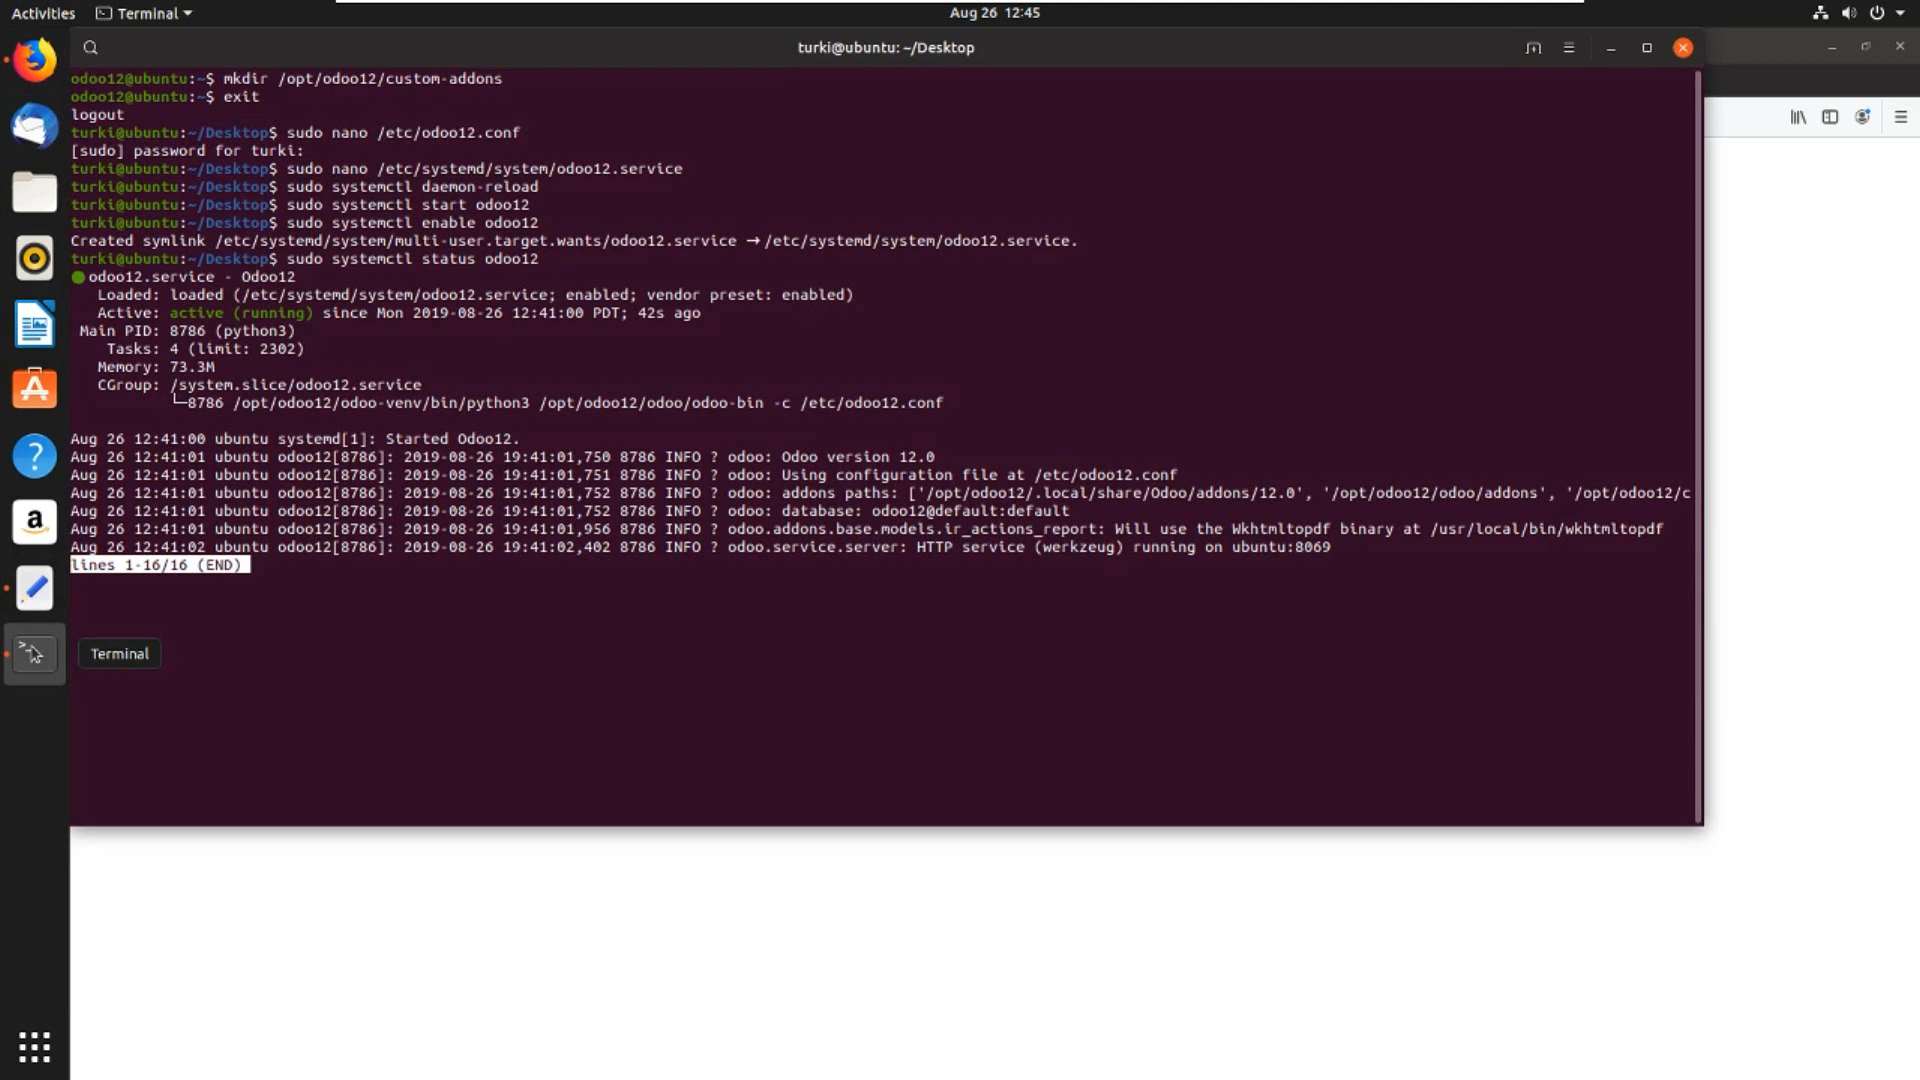 Activities
Terminal
Aug 26 12:45
turki@ubuntu: ~/Desktop
odoo12@ubuntu:~$ mkdir /opt/odoo12/custom-addons
odoo12@ubuntu:~$ exit
logout
turki@ubuntu:~/Desktop$ sudo nano /etc/odoo12.conf
[sudo] password for turki:
turki@ubuntu:~/Desktop$ sudo nano /etc/systemd/system/odoo12.service
turki@ubuntu:~/Desktop$ sudo systemctl daemon-reload
turki@ubuntu:~/Desktop$ sudo systemctl start odoo12
turki@ubuntu:~/Desktop$ sudo systemctl enable odoo12
Created symlink /etc/systemd/system/multi-user.target.wants/odoo12.service → /etc/systemd/system/odoo12.service.
turki@ubuntu:~/Desktop$ sudo systemctl status odoo12
● odoo12.service - Odoo12
Loaded: loaded (/etc/systemd/system/odoo12.service; enabled; vendor preset: enabled)
Active: active (running) since Mon 2019-08-26 12:41:00 PDT; 42s ago
Main PID: 8786 (python3)
Tasks: 4 (limit: 2302)
Memory: 73.3M
CGroup: /system.slice/odoo12.service
└─8786 /opt/odoo12/odoo-venv/bin/python3 /opt/odoo12/odoo/odoo-bin -c /etc/odoo12.conf
Aug 26 12:41:00 ubuntu systemd[1]: Started Odoo12.
Aug 26 12:41:01 ubuntu odoo12[8786]: 2019-08-26 19:41:01,750 8786 INFO ? odoo: Odoo version 12.0
Aug 26 12:41:01 ubuntu odoo12[8786]: 2019-08-26 19:41:01,751 8786 INFO ? odoo: Using configuration file at /etc/odoo12.conf
Aug 26 12:41:01 ubuntu odoo12[8786]: 2019-08-26 19:41:01,752 8786 INFO ? odoo: addons paths: ['/opt/odoo12/.local/share/Odoo/addons/12.0', '/opt/odoo12/odoo/addons', '/opt/odoo12/c
Aug 26 12:41:01 ubuntu odoo12[8786]: 2019-08-26 19:41:01,752 8786 INFO ? odoo: database: odoo12@default:default
Aug 26 12:41:01 ubuntu odoo12[8786]: 2019-08-26 19:41:01,956 8786 INFO ? odoo.addons.base.models.ir_actions_report: Will use the Wkhtmltopdf binary at /usr/local/bin/wkhtmltopdf
Aug 26 12:41:02 ubuntu odoo12[8786]: 2019-08-26 19:41:02,402 8786 INFO ? odoo.service.server: HTTP service (werkzeug) running on ubuntu:8069
lines 1-16/16 (END)
Terminal